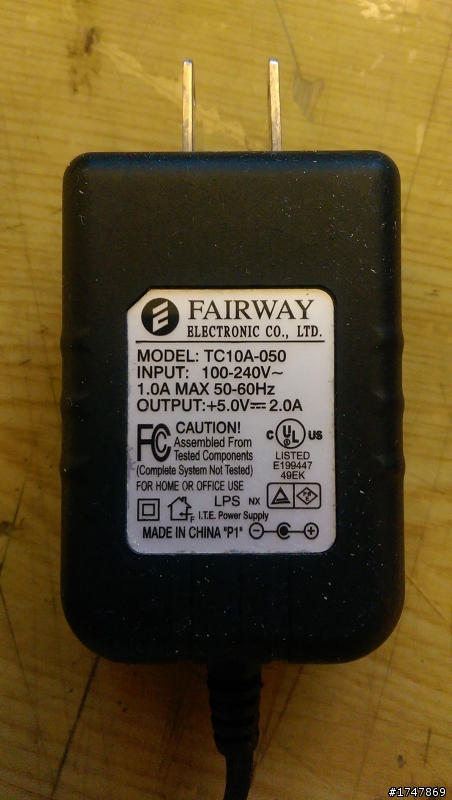 FAIRWAY
ELECTRONIC CO., LTD.
MODEL: TC10A-050
INPUT: 100-240V~
1.0A MAX 50-60Hz
OUTPUT:+5.0V⎓2.0A
FC CAUTION!
Assembled From
Tested Components
(Complete System Not Tested)
C UL US
LISTED
E199447
49EK
FOR HOME OR OFFICE USE
LPS NX
F I.T.E. Power Supply
MADE IN CHINA "P1"
#1747869